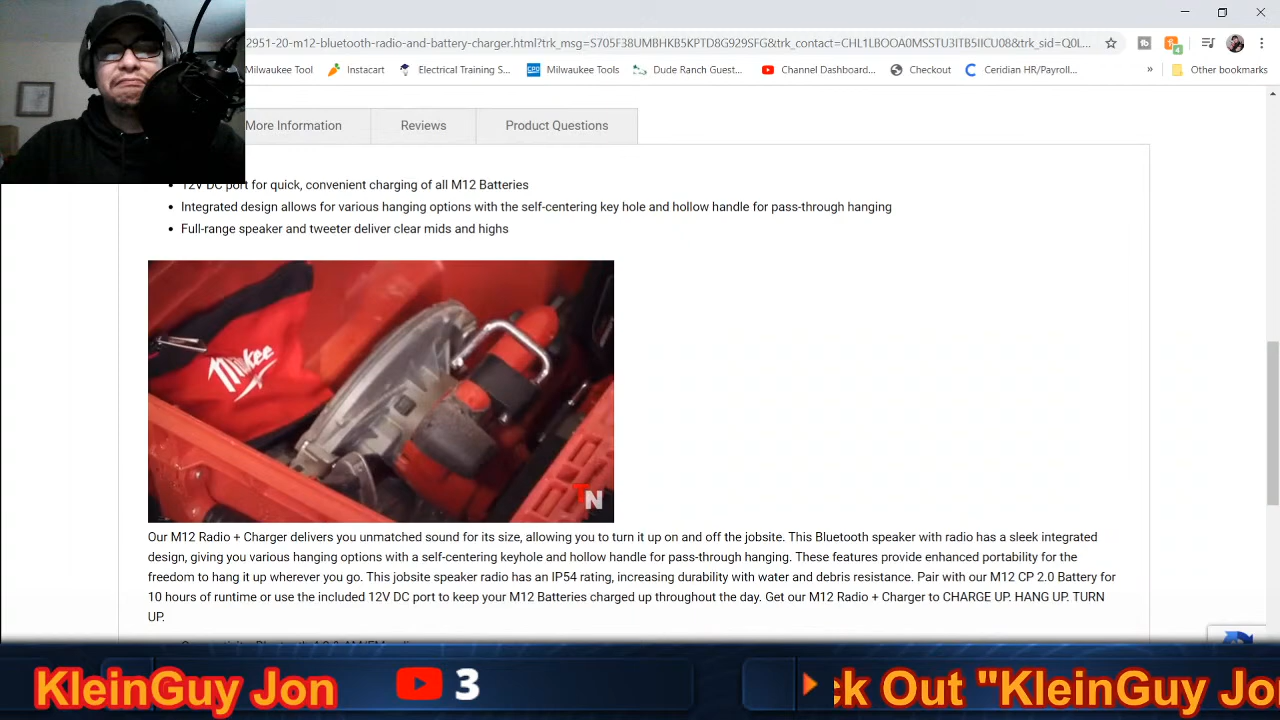 2951-20-m12-bluetooth-radio-and-battery-charger.html?trk_msg=S705F38UMBHKB5KPTD8G929SFG&trk_contact=CHL1LBOOA0MSSTU3ITB5IICU08&trk_sid=Q0L...
Milwaukee Tool Instacart Electrical Training S... CPO Milwaukee Tools Dude Ranch Guest... Channel dashboard... Checkout Ceridian HR/Payroll... » Other bookmarks
More Information Reviews Product Questions
• 12V DC port for quick, convenient charging of all M12 Batteries
• Integrated design allows for various hanging options with the self-centering key hole and hollow handle for pass-through hanging
• Full-range speaker and tweeter deliver clear mids and highs
TN
Our M12 Radio + Charger delivers you unmatched sound for its size, allowing you to turn it up on and off the jobsite. This Bluetooth speaker with radio has a sleek integrated
design, giving you various hanging options with a self-centering keyhole and hollow handle for pass-through hanging. These features provide enhanced portability for the
freedom to hang it up wherever you go. This jobsite speaker radio has an IP54 rating, increasing durability with water and debris resistance. Pair with our M12 CP 2.0 Battery for
10 hours of runtime or use the included 12V DC port to keep your M12 Batteries charged up throughout the day. Get our M12 Radio + Charger to CHARGE UP. HANG UP. TURN
UP.
KleinGuy Jon 3 ck Out "KleinGuy Jo